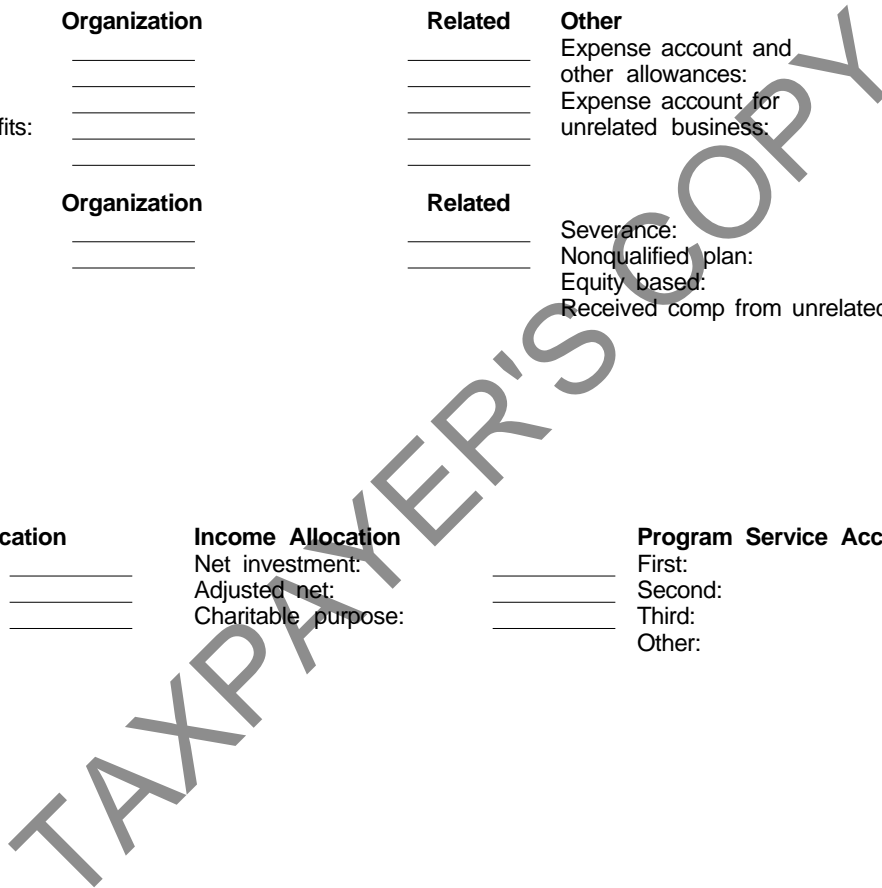 Organization Related Other
Expense account and
other allowances:
Expense account for
fits: unrelated business:
Organization Related
Severance:
Nonqualified plan:
Equity based:
Received comp from unrelated
cation Income Allocation Program Service Acc
Net investment: First:
Adjusted net: Second:
Charitable purpose: Third:
Other:
TAXPAYER'S COPY